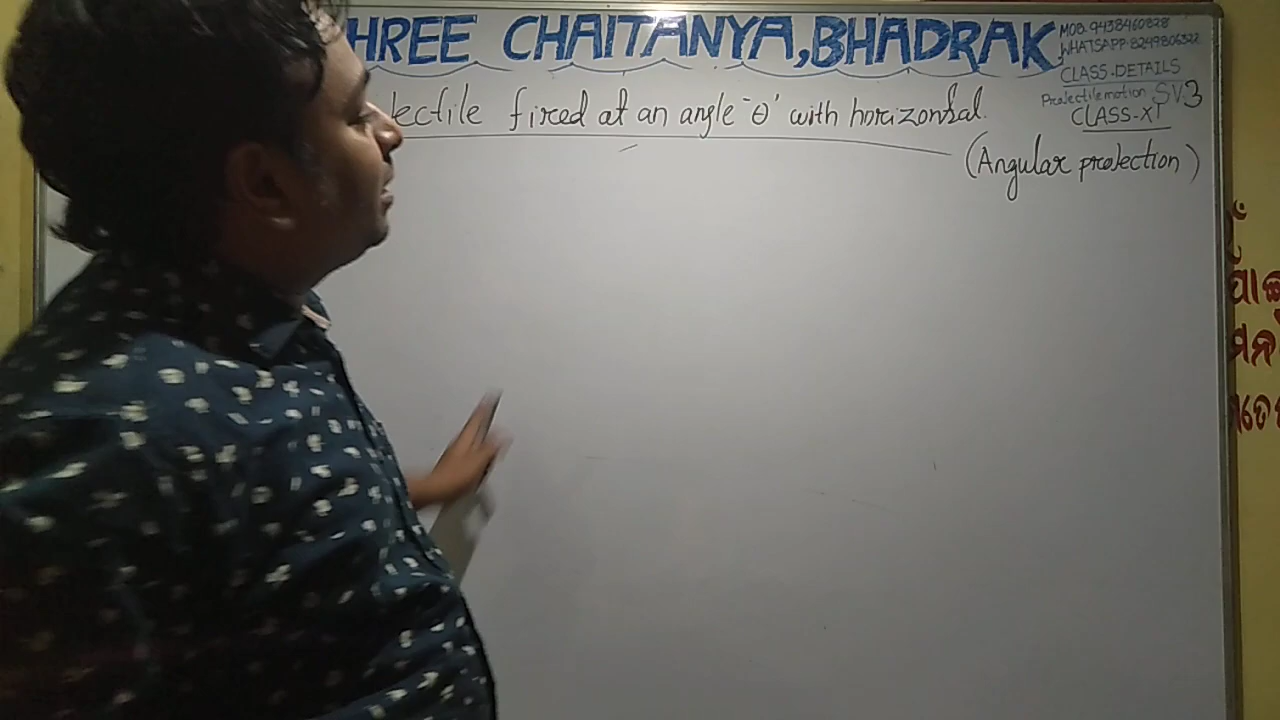 HREE CHAITANYA,BHADRAK
MOB.9438460828
WHATSAPP:8249806322
CLASS.DETAILS
Projectile motion SV3
CLASS-XI
ectile fired at an angle 'θ' with horizontal.
(Angular projection)